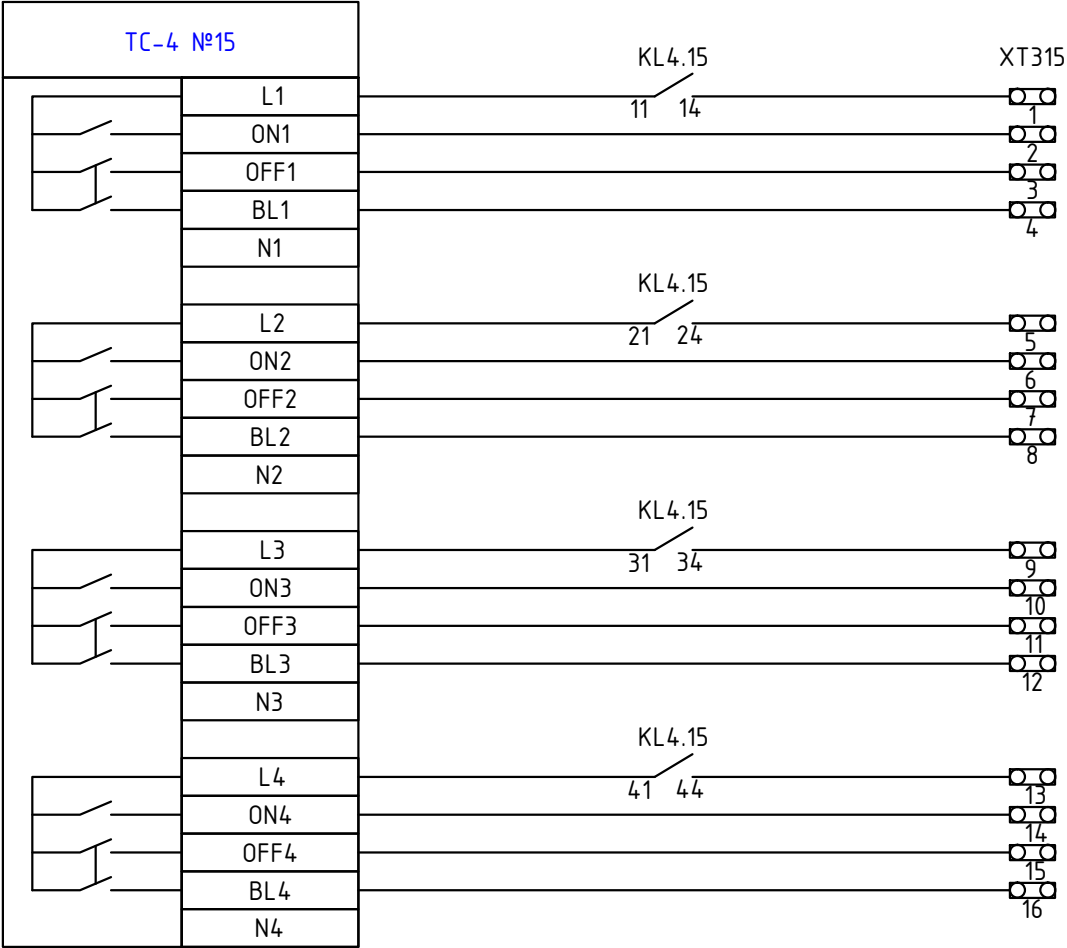 TC-4 №15
KL4.15
XT315
L1
11 14
1
ON1
2
OFF1
3
BL1
4
N1
KL4.15
L2
21 24
5
ON2
6
OFF2
7
BL2
8
N2
KL4.15
L3
31 34
9
ON3
10
OFF3
11
BL3
12
N3
KL4.15
L4
41 44
13
ON4
14
OFF4
15
BL4
16
N4